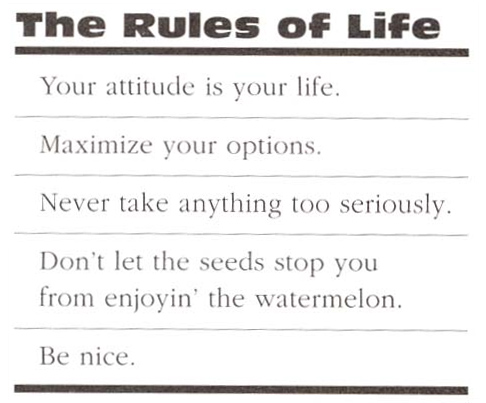 The Rules of Life
Your attitude is your life.
Maximize your options.
Never take anything too seriously.
Don't let the seeds stop you
from enjoyin' the watermelon.
Be nice.